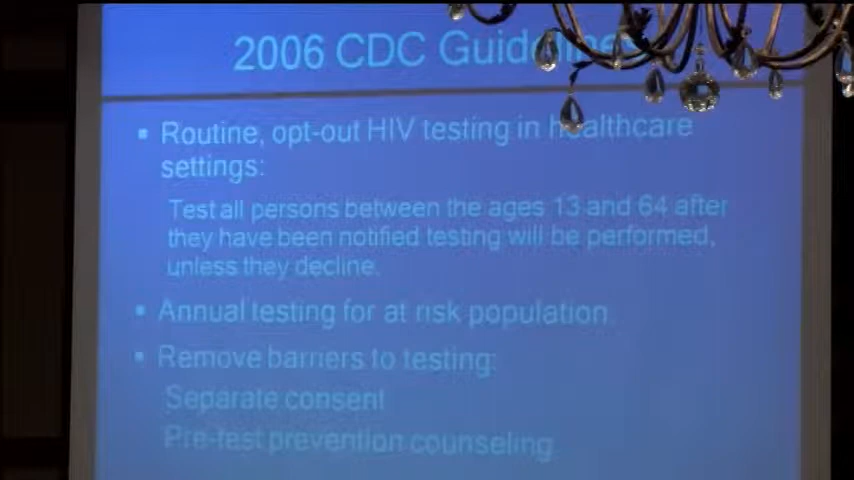 2006 CDC Guidelines
▪ Routine, opt-out HIV testing in healthcare
settings:
Test all persons between the ages 13 and 64 after
they have been notified testing will be performed,
unless they decline.
▪ Annual testing for at risk population
▪ Remove barriers to testing:
Separate consent
Pre-test prevention counseling